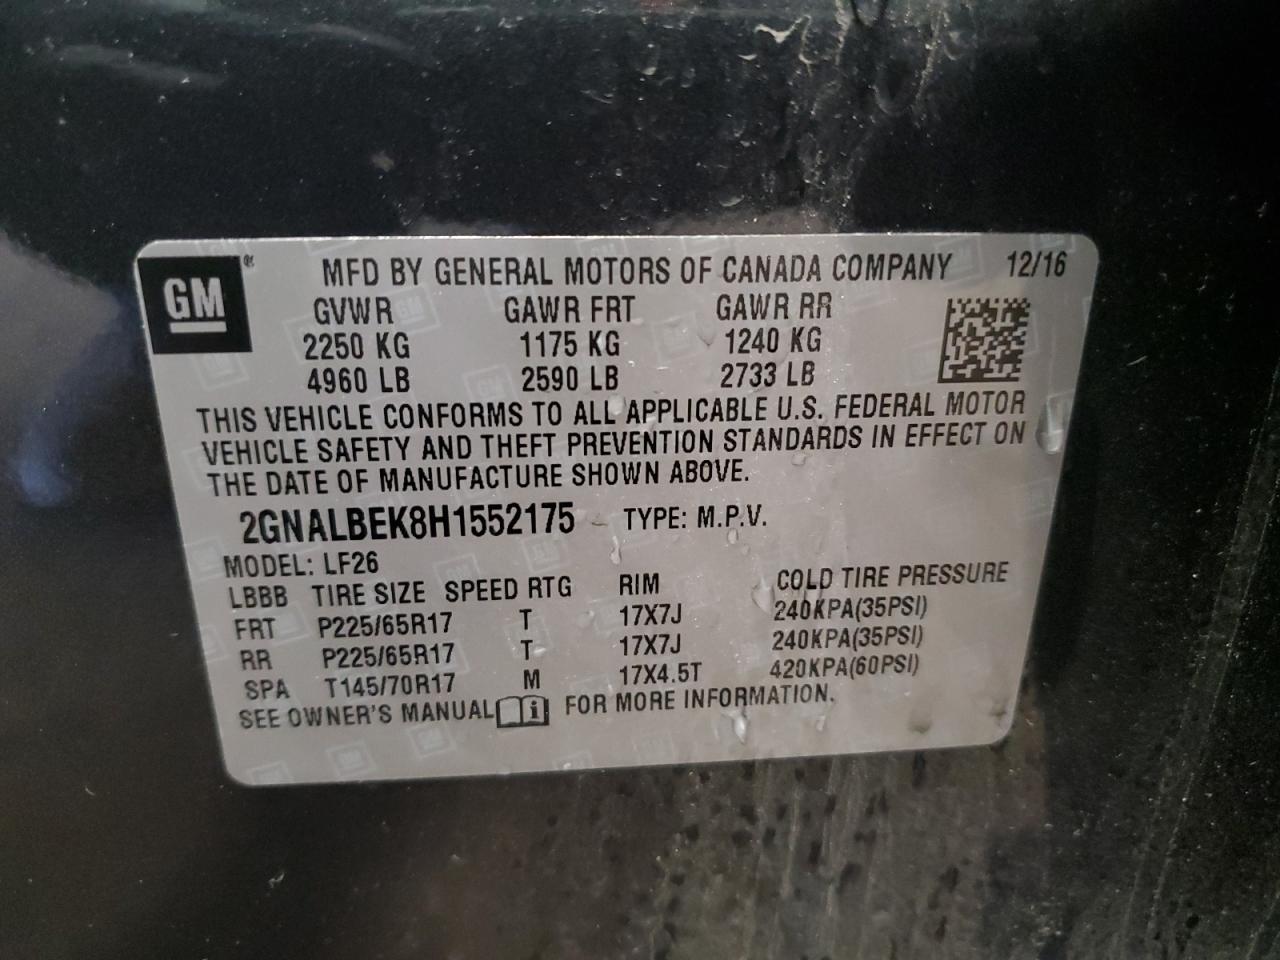 GM ® MFD BY GENERAL MOTORS OF CANADA COMPANY 12/16
GVWR GAWR FRT GAWR RR
2250 KG 1175 KG 1240 KG
4960 LB 2590 LB 2733 LB
THIS VEHICLE CONFORMS TO ALL APPLICABLE U.S. FEDERAL MOTOR
VEHICLE SAFETY AND THEFT PREVENTION STANDARDS IN EFFECT ON
THE DATE OF MANUFACTURE SHOWN ABOVE.
2GNALBEK8H1552175 TYPE: M.P.V.
MODEL: LF26
LBBB TIRE SIZE SPEED RTG RIM COLD TIRE PRESSURE
FRT P225/65R17 T 17X7J 240KPA(35PSI)
RR P225/65R17 T 17X7J 240KPA(35PSI)
SPA T145/70R17 M 17X4.5T 420KPA(60PSI)
SEE OWNER'S MANUAL i FOR MORE INFORMATION.